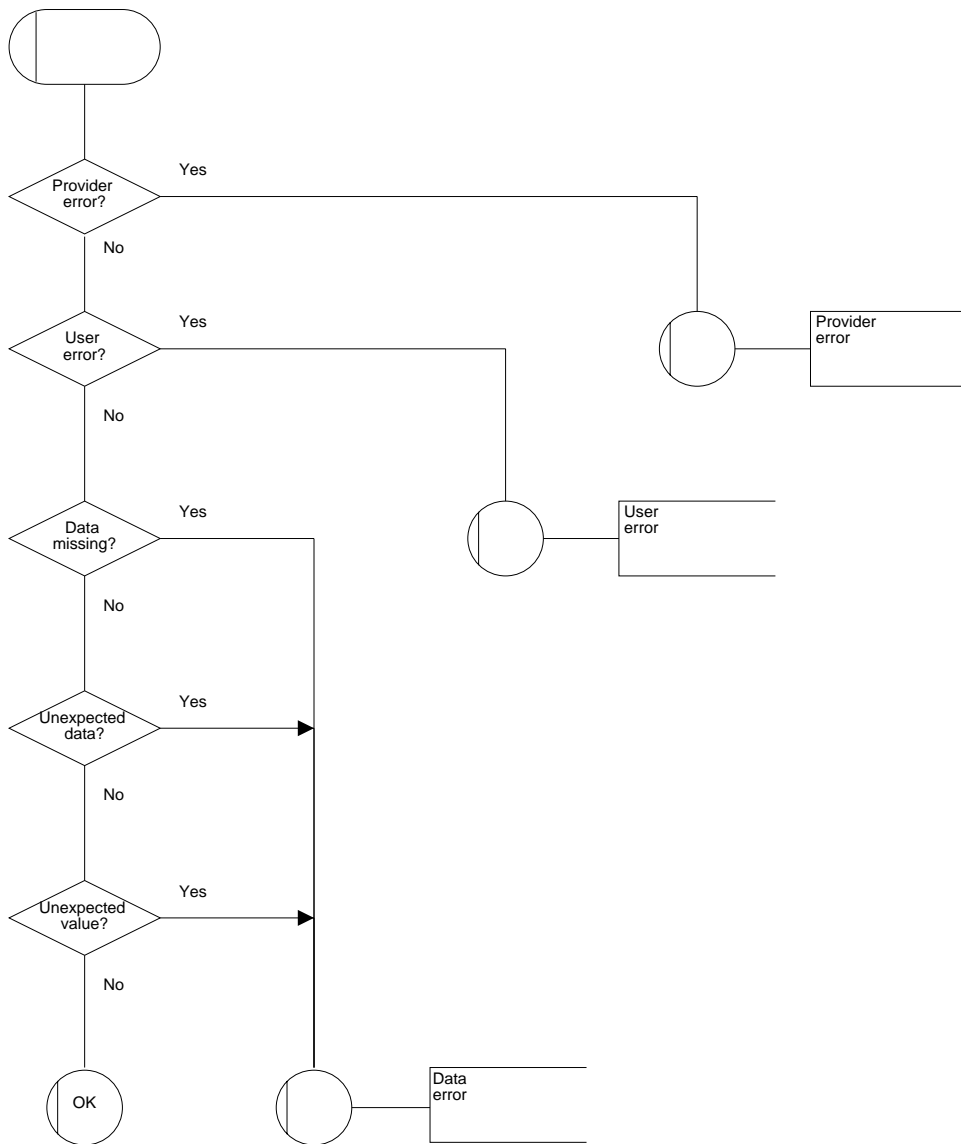 Yes
Provider
error?
No
Yes
User
error?
Provider
error
No
Yes
Data
missing?
User
error
No
Yes
Unexpected
data?
No
Yes
Unexpected
value?
No
OK
Data
error